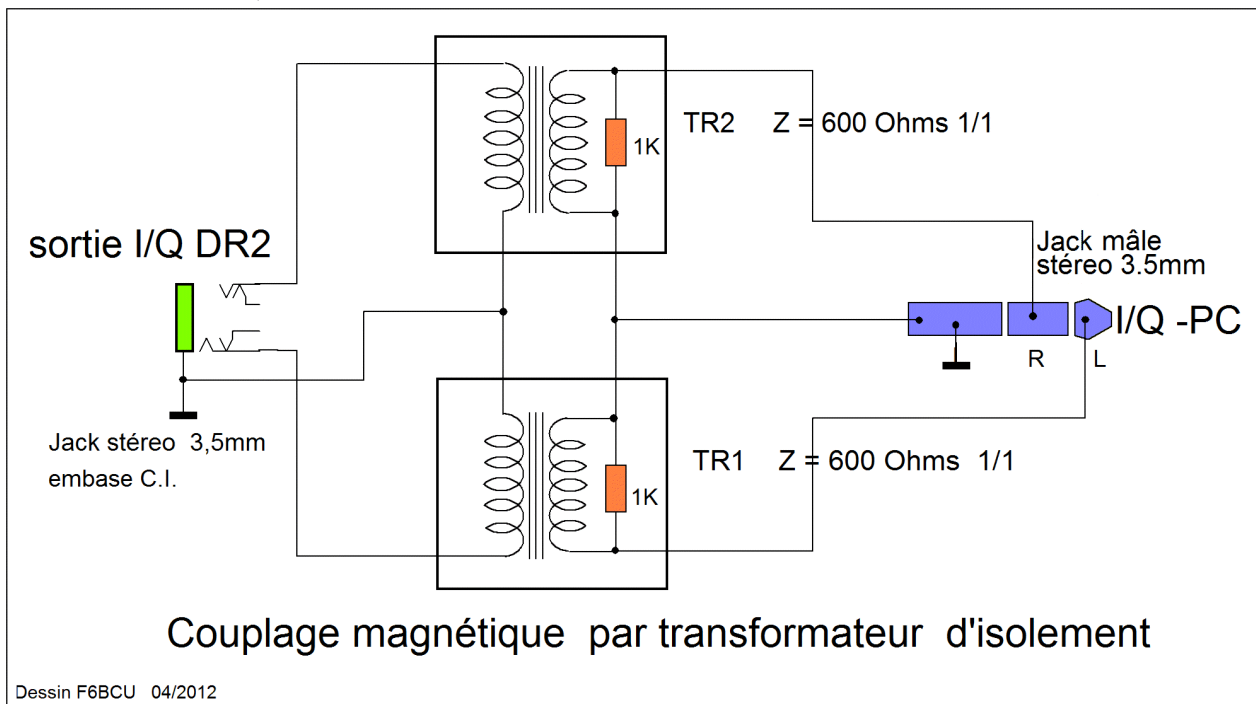 1K
TR2 Z = 600 Ohms 1/1
sortie I/Q DR2
Jack mâle
stéreo 3.5mm
I/Q -PC
R
L
Jack stéreo 3,5mm
embase C.I.
TR1 Z = 600 Ohms 1/1
1K
Couplage magnétique par transformateur d'isolement
Dessin F6BCU 04/2012